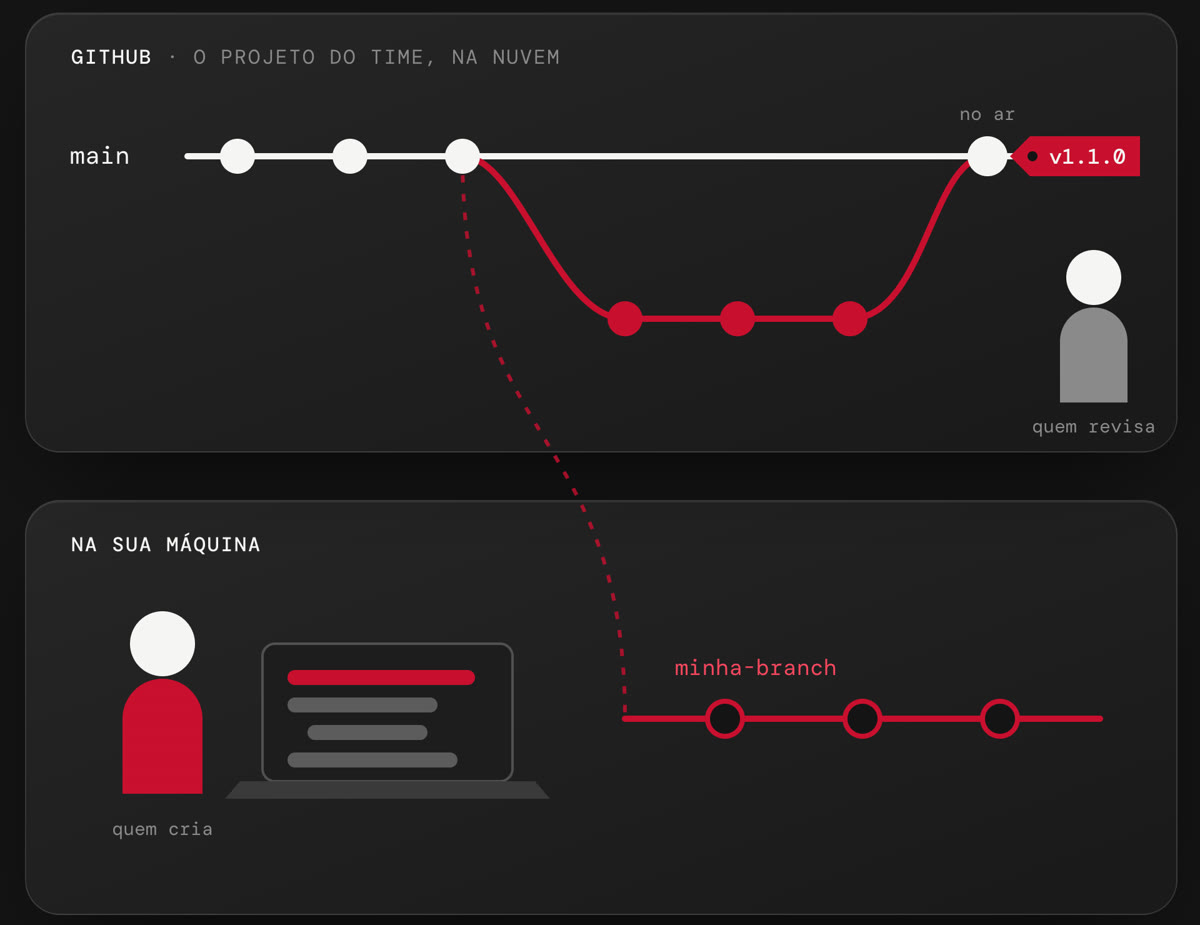 GITHUB · O PROJETO DO TIME, NA NUVEM
no ar
main
v1.1.0
quem revisa
NA SUA MÁQUINA
minha-branch
quem cria